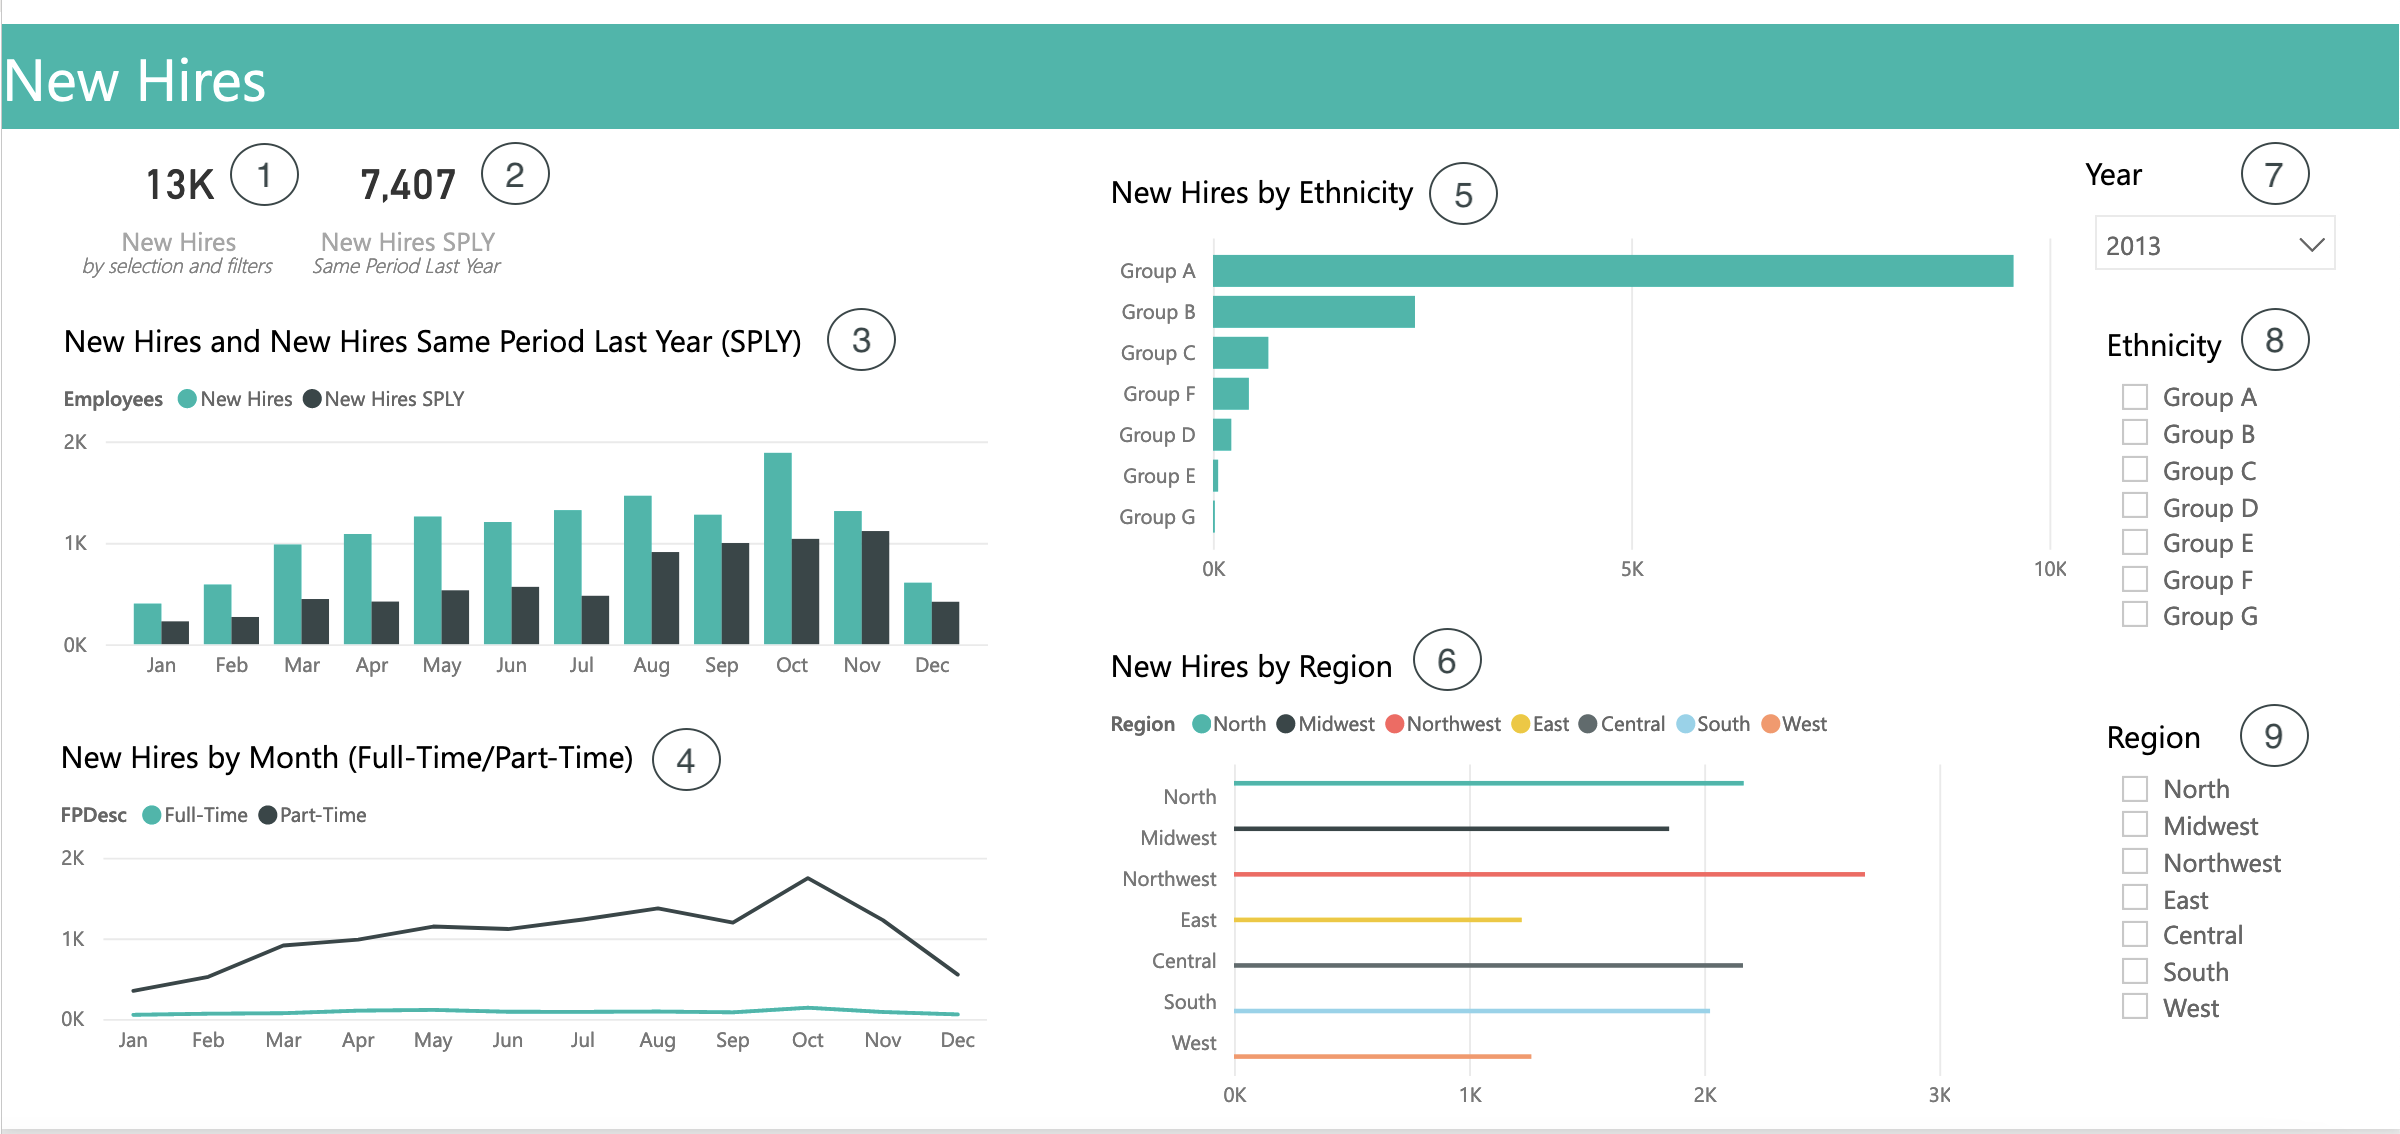 New Hires
13K 1 7,407 2
New Hires New Hires SPLY
by selection and filters Same Period Last Year
New Hires and New Hires Same Period Last Year (SPLY) 3
Employees New Hires New Hires SPLY
2K
1K
0K
Jan Feb Mar Apr May Jun Jul Aug Sep Oct Nov Dec
New Hires by Month (Full-Time/Part-Time) 4
FPDesc Full-Time Part-Time
2K
1K
0K
Jan Feb Mar Apr May Jun Jul Aug Sep Oct Nov Dec
New Hires by Ethnicity 5
Group A
Group B
Group C
Group F
Group D
Group E
Group G
0K 5K 10K
New Hires by Region 6
Region North Midwest Northwest East Central South West
North
Midwest
Northwest
East
Central
South
West
0K 1K 2K 3K
Year 7
2013
Ethnicity 8
Group A
Group B
Group C
Group D
Group E
Group F
Group G
Region 9
North
Midwest
Northwest
East
Central
South
West